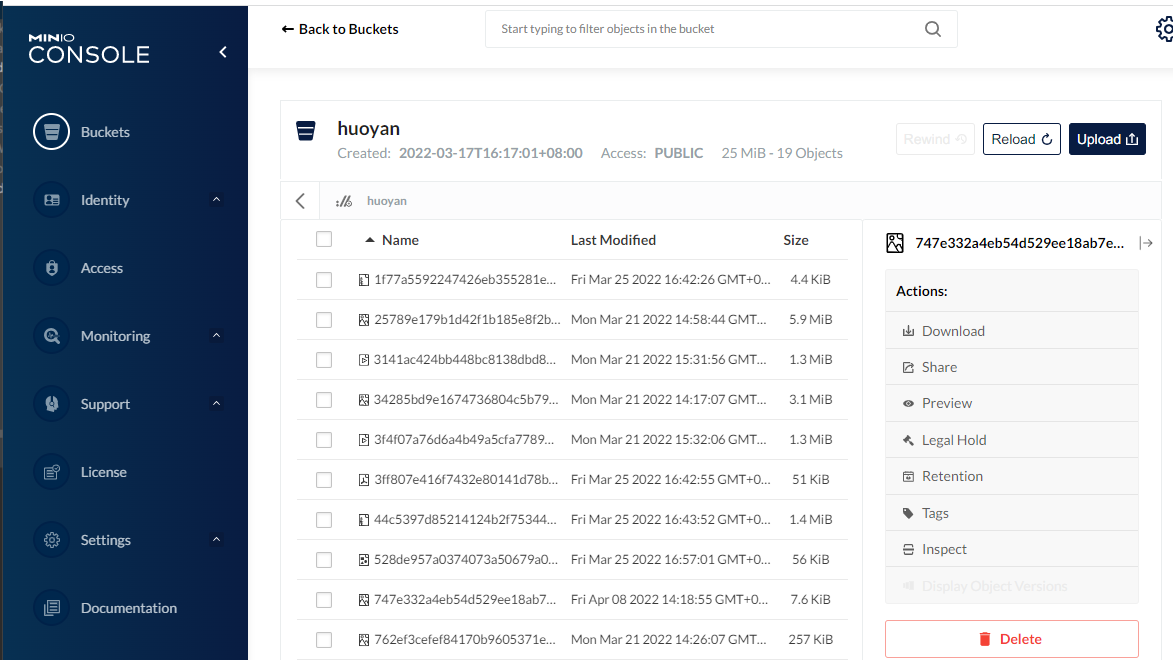 MINIO
CONSOLE
Buckets
Identity
Access
Monitoring
Support
License
Settings
Documentation
Back to Buckets
Start typing to filter objects in the bucket
huoyan
Created: 2022-03-17T16:17:01+08:00 Access: PUBLIC 25 MiB - 19 Objects
Rewind Reload Upload
huoyan
Name Last Modified Size
1f77a5592247426eb355281e... Fri Mar 25 2022 16:42:26 GMT+0... 4.4 KiB
25789e179b1d42f1b185e8f2b... Mon Mar 21 2022 14:58:44 GMT... 5.9 MiB
3141ac424bb448bc8138dbd8... Mon Mar 21 2022 15:31:56 GMT... 1.3 MiB
34285bd9e1674736804c5b79... Mon Mar 21 2022 14:17:07 GMT... 3.1 MiB
3f4f07a76d6a4b49a5cfa7789... Mon Mar 21 2022 15:32:06 GMT... 1.3 MiB
3ff807e416f7432e80141d78b... Fri Mar 25 2022 16:42:55 GMT+0... 51 KiB
44c5397d85214124b2f75344... Fri Mar 25 2022 16:43:52 GMT+0... 1.4 MiB
528de957a0374073a50679a0... Fri Mar 25 2022 16:57:01 GMT+0... 56 KiB
747e332a4eb54d529ee18ab7... Fri Apr 08 2022 14:18:55 GMT+0... 7.6 KiB
762ef3cefef84170b9605371e... Mon Mar 21 2022 14:26:07 GMT... 257 KiB
747e332a4eb54d529ee18ab7e...
Actions:
Download
Share
Preview
Legal Hold
Retention
Tags
Inspect
Display Object Versions
Delete